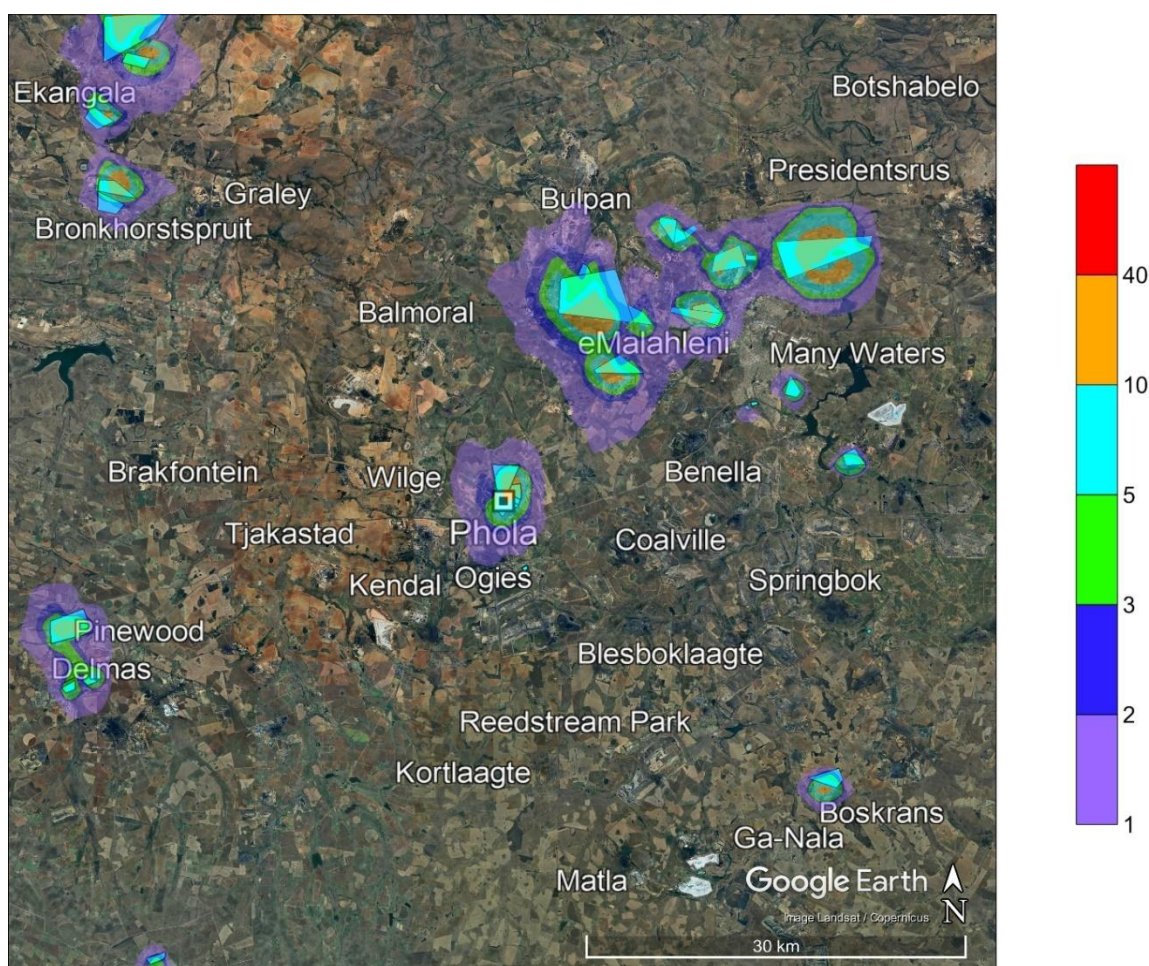 Ekangala
Botshabelo
Presidentsrus
Graley
Bulpan
Bronkhorstspruit
Balmoral
eMalahleni
Many Waters
Brakfontein
Wilge
Benella
Tjakastad
Phola
Coalville
Kendal
Ogies
Springbok
Pinewood
Delmas
Blesboklaagte
Reedstream Park
Kortlaagte
Boskrans
Ga-Nala
Matla
Google Earth
Image Landsat / Copernicus
N
30 km
40
10
5
3
2
1